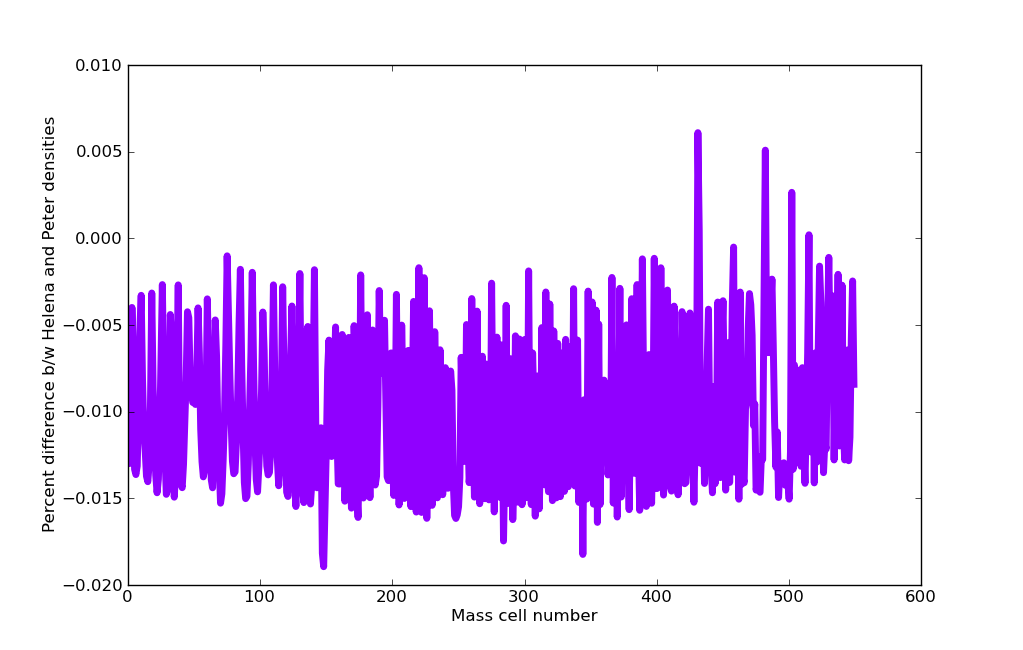 0.010
0.005
0.000
−0.005
−0.010
−0.015
−0.020
0 100 200 300 400 500 600
Mass cell number
Percent difference b/w Helena and Peter densities